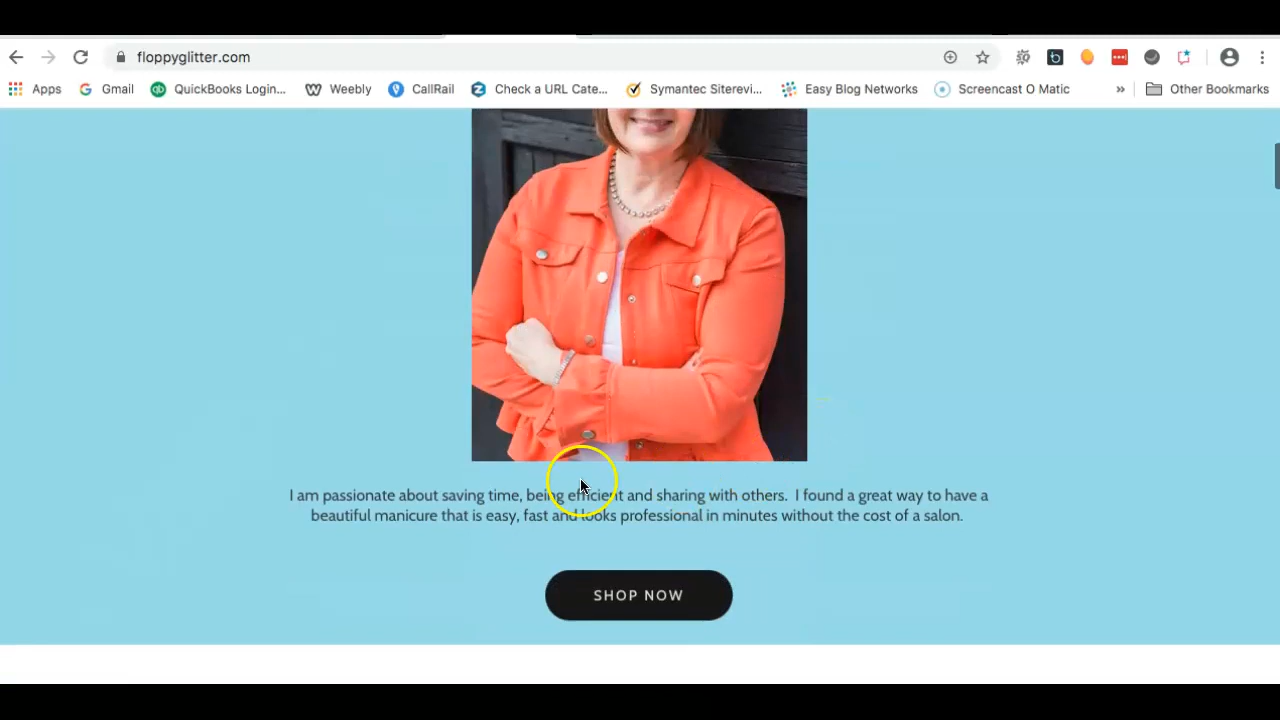 floppyglitter.com
Apps Gmail QuickBooks Login... Weebly CallRail Check a URL Cate... Symantec Siterevi... Easy Blog Networks Screencast O Matic » Other Bookmarks
I am passionate about saving time, being efficient and sharing with others. I found a great way to have a
beautiful manicure that is easy, fast and looks professional in minutes without the cost of a salon.
SHOP NOW